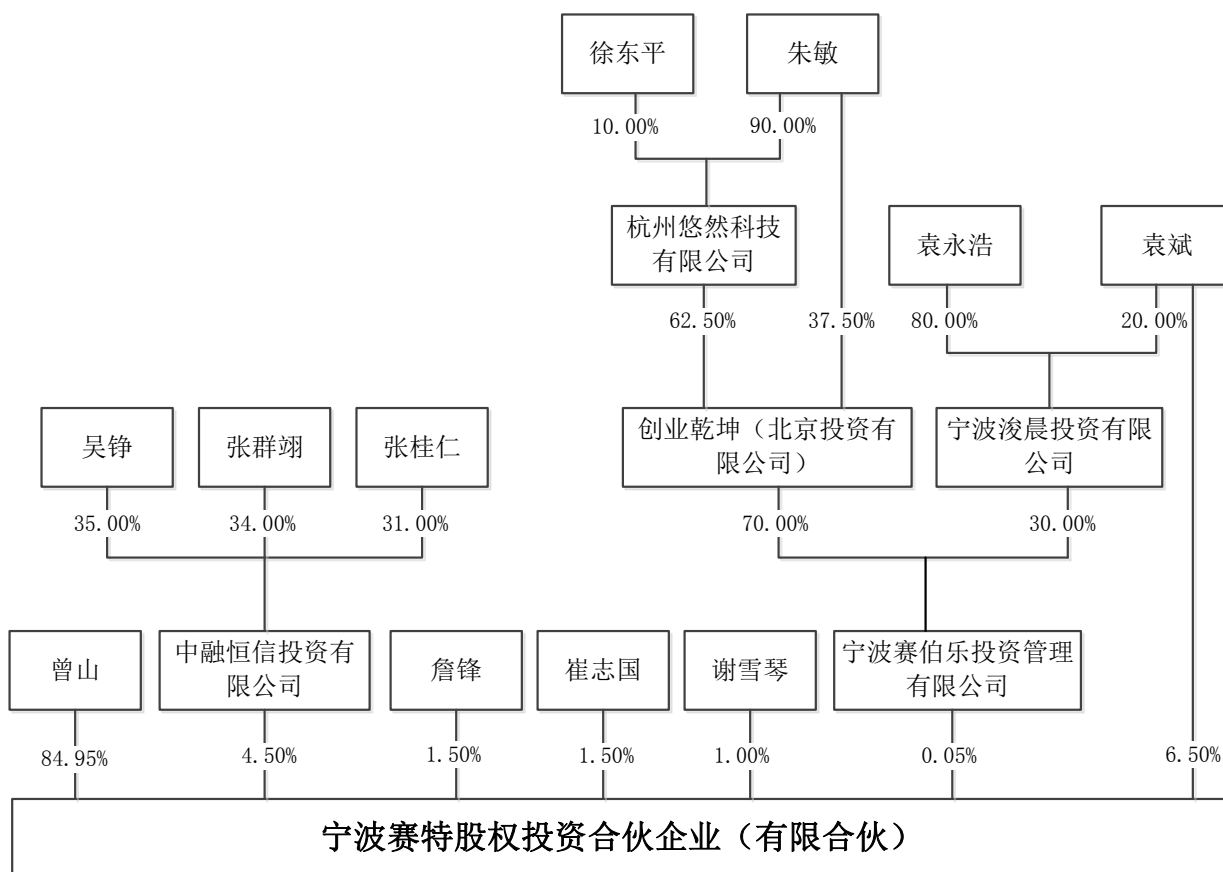 徐东平
朱敏
10.00%
90.00%
杭州悠然科技
有限公司
袁永浩
袁斌
62.50%
37.50%
80.00%
20.00%
吴铮
张群翊
张桂仁
创业乾坤（北京投资有
限公司）
宁波浚晨投资有限
公司
35.00%
34.00%
31.00%
70.00%
30.00%
曾山
中融恒信投资有
限公司
詹锋
崔志国
谢雪琴
宁波赛伯乐投资管理
有限公司
84.95%
4.50%
1.50%
1.50%
1.00%
0.05%
6.50%
宁波赛特股权投资合伙企业（有限合伙）